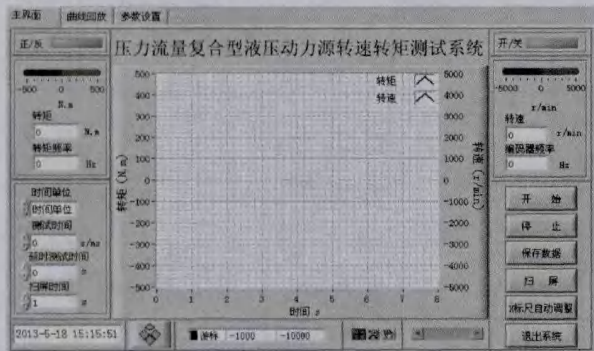 主界面 曲线回放 参数设置
正/反
压力流量复合型液压动力源转速转矩测试系统
开/关
-500 0 500
N.m
转矩
0 N.m
转矩频率
0 Hz
时间单位
时间单位
测试时间
0 s/ms
延时测试时间
0 s
扫屏时间
1 s
转矩
转速
转矩(N.m)
500
400
300
200
100
0
-100
-200
-300
-400
-500
0 1 2 3 4 5 6 7 8
时间 s
5000
4000
3000
2000
1000
0
-1000
-2000
-3000
-4000
-5000
转速(r/min)
-5000 0 5000
r/min
转速
0 r/min
编码器频率
0 Hz
开 始
停 止
保存数据
扫 屏
X标尺自动调整
退出系统
2013-5-18 15:15:51
游标 -1000 -10000